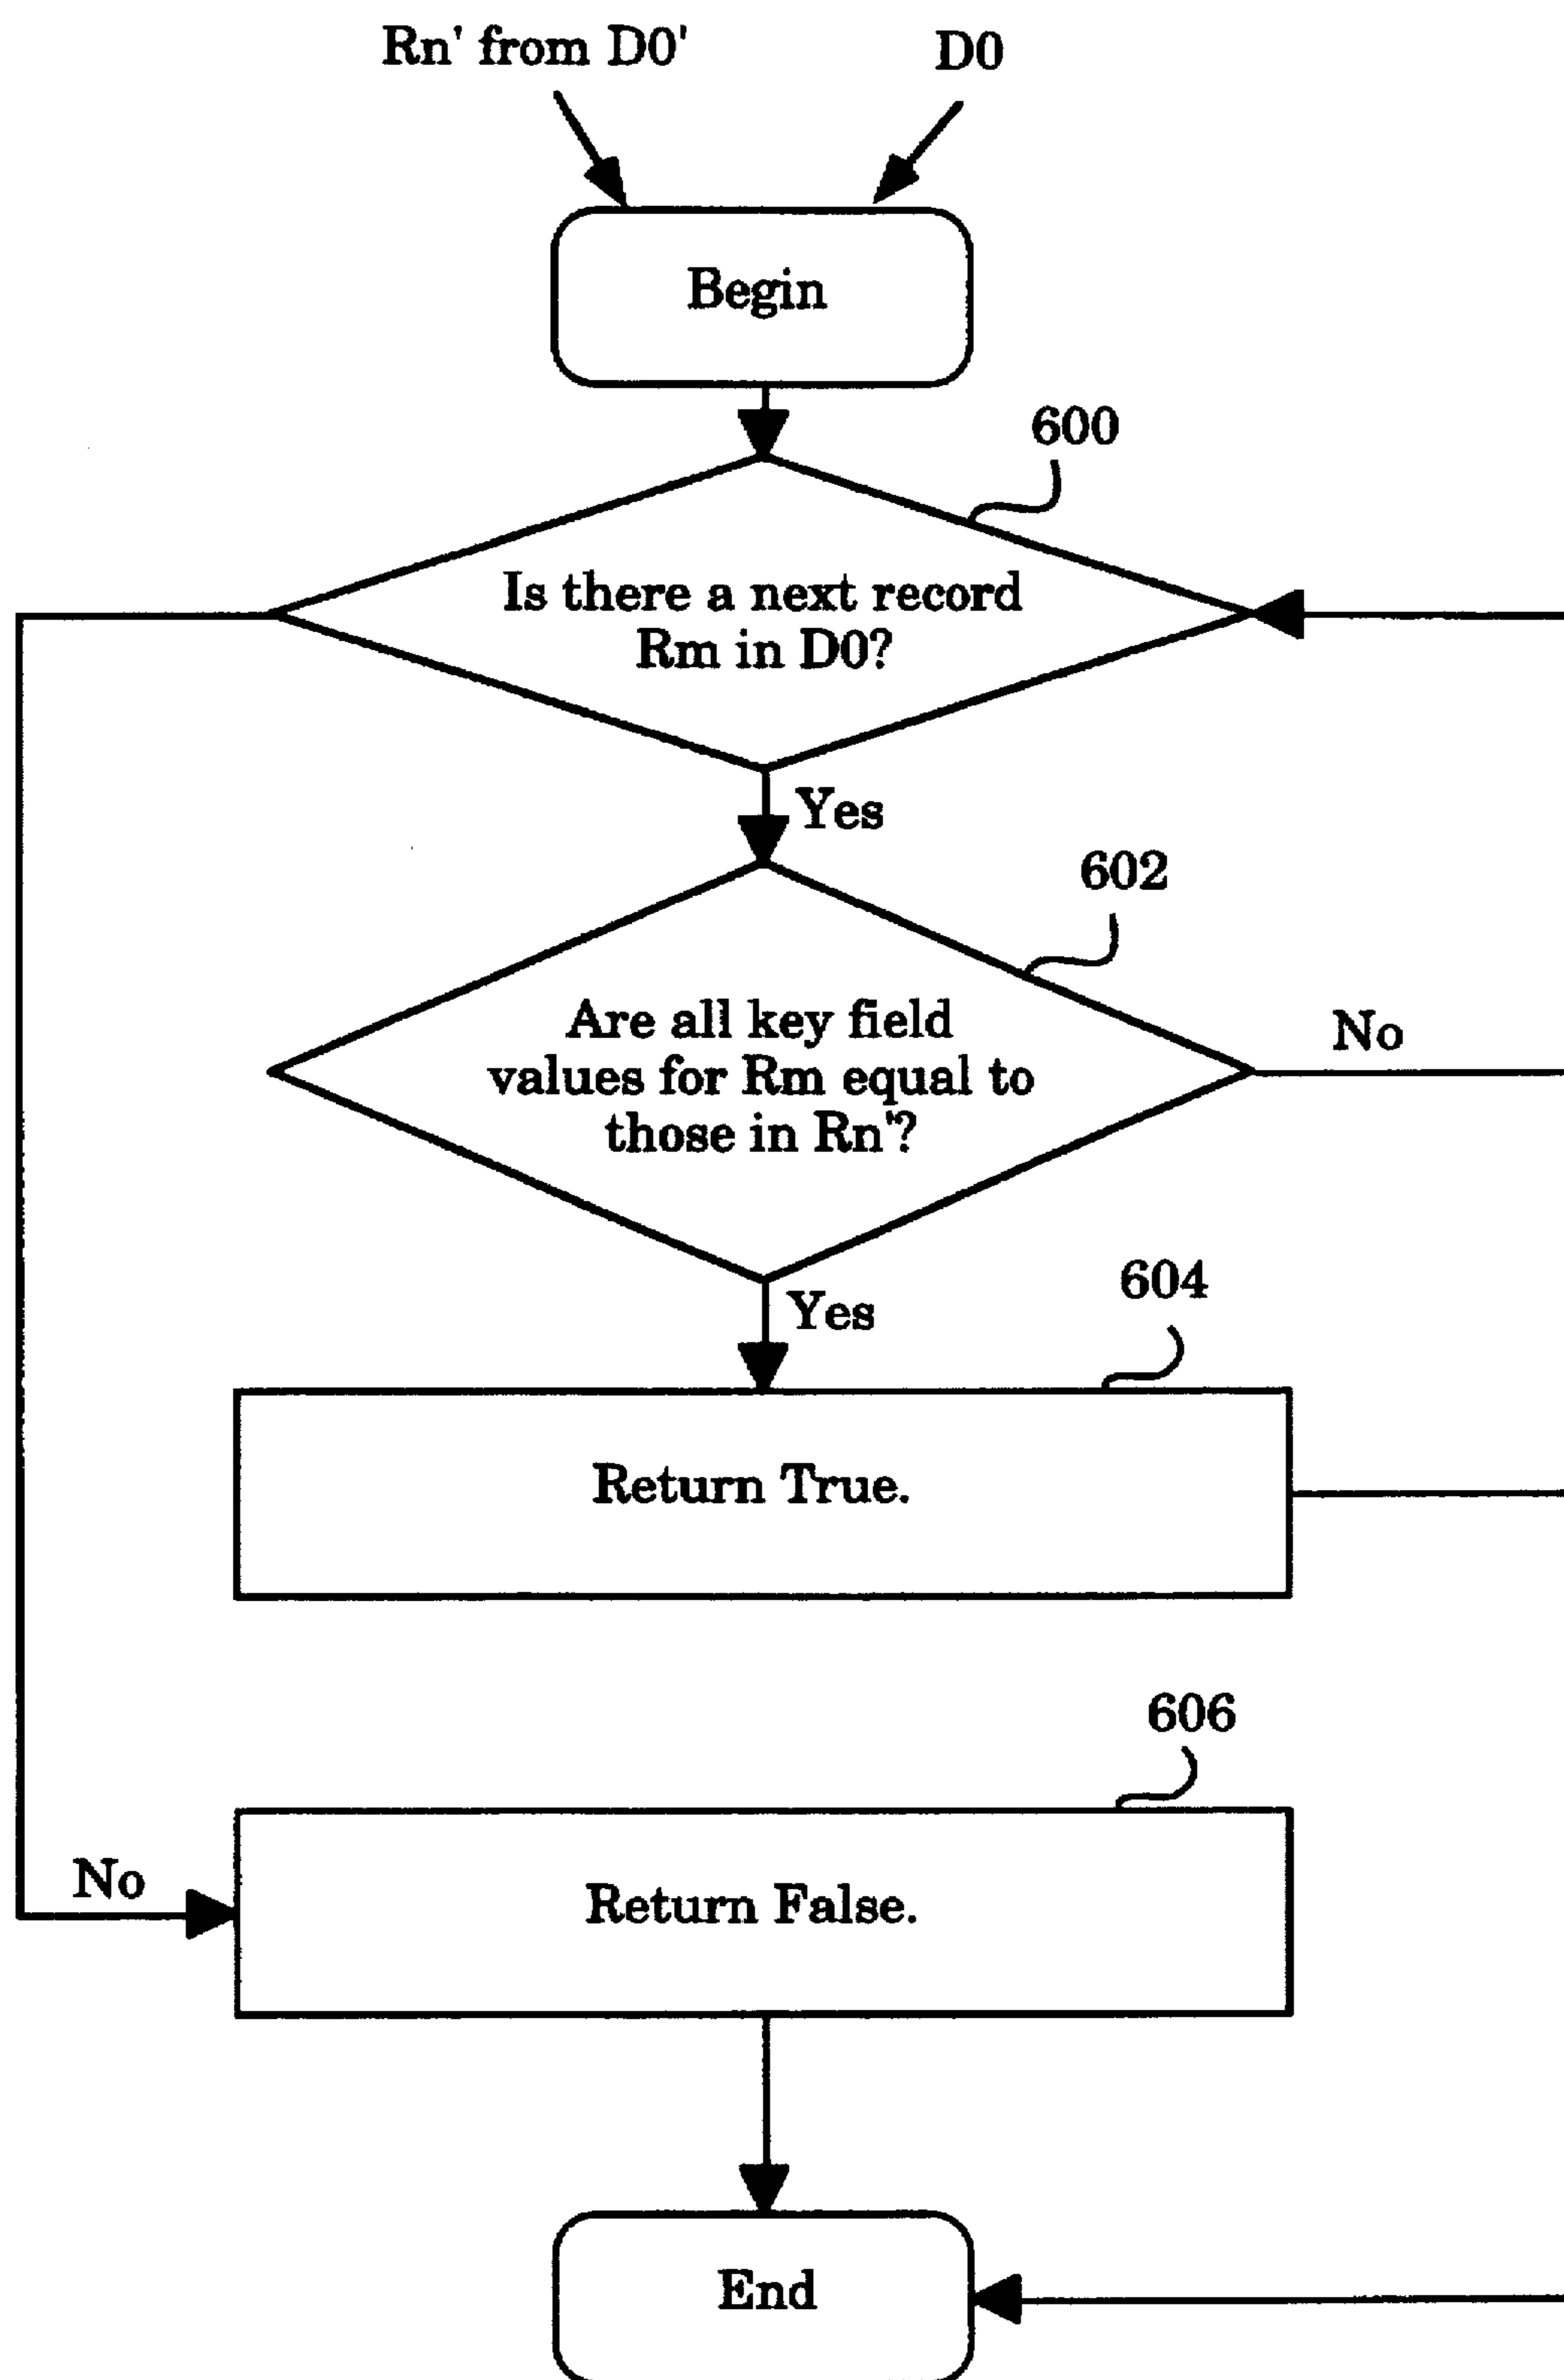 Rn' from D0'
D0
Begin
600
Is there a next record
Rm in D0?
Yes
602
Are all key field
values for Rm equal to
those in Rn'?
No
Yes
604
Return True.
606
No
Return False.
End